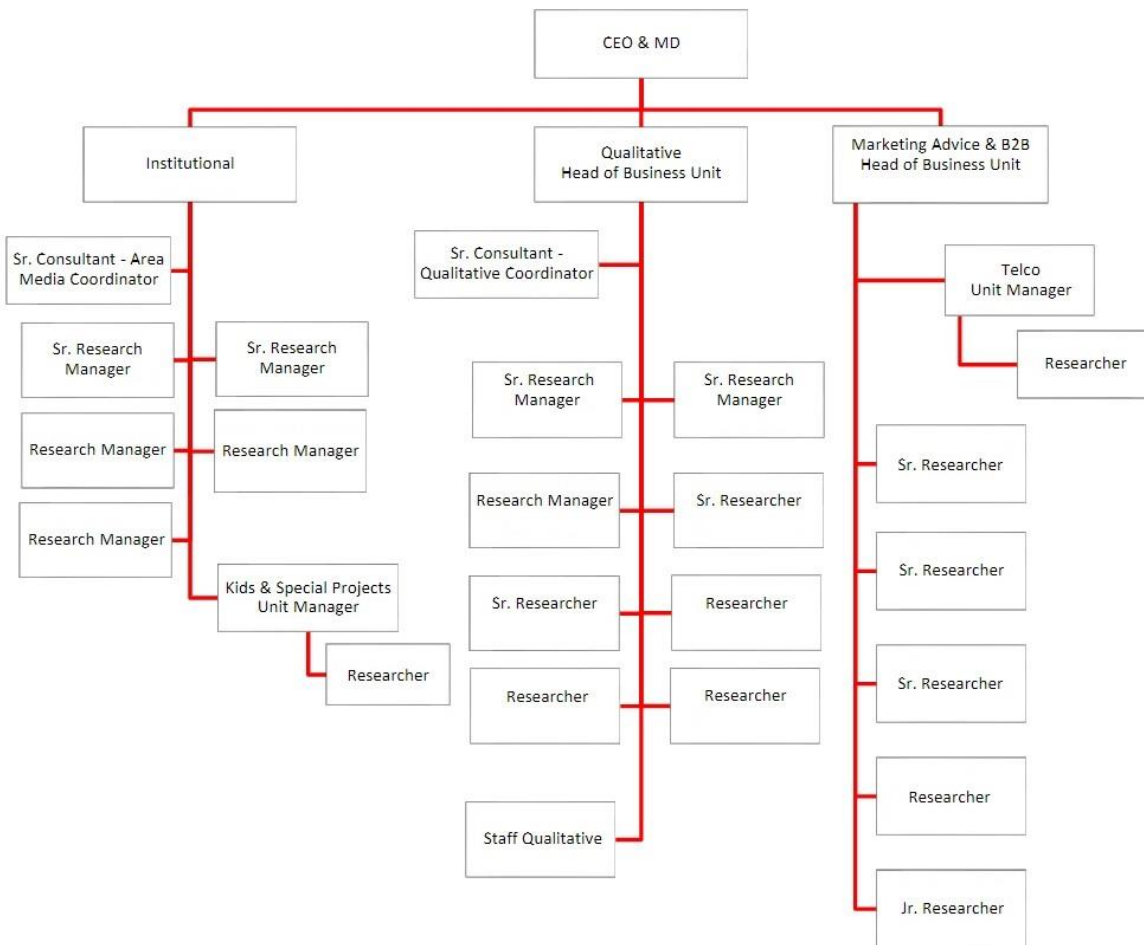 CEO & MD
Institutional
Qualitative
Head of Business Unit
Marketing Advice & B2B
Head of Business Unit
Sr. Consultant - Area
Media Coordinator
Sr. Research
Manager
Sr. Research
Manager
Research Manager
Research Manager
Research Manager
Kids & Special Projects
Unit Manager
Researcher
Sr. Consultant -
Qualitative Coordinator
Sr. Research
Manager
Sr. Research
Manager
Research Manager
Sr. Researcher
Sr. Researcher
Researcher
Researcher
Researcher
Staff Qualitative
Telco
Unit Manager
Researcher
Sr. Researcher
Sr. Researcher
Sr. Researcher
Researcher
Jr. Researcher